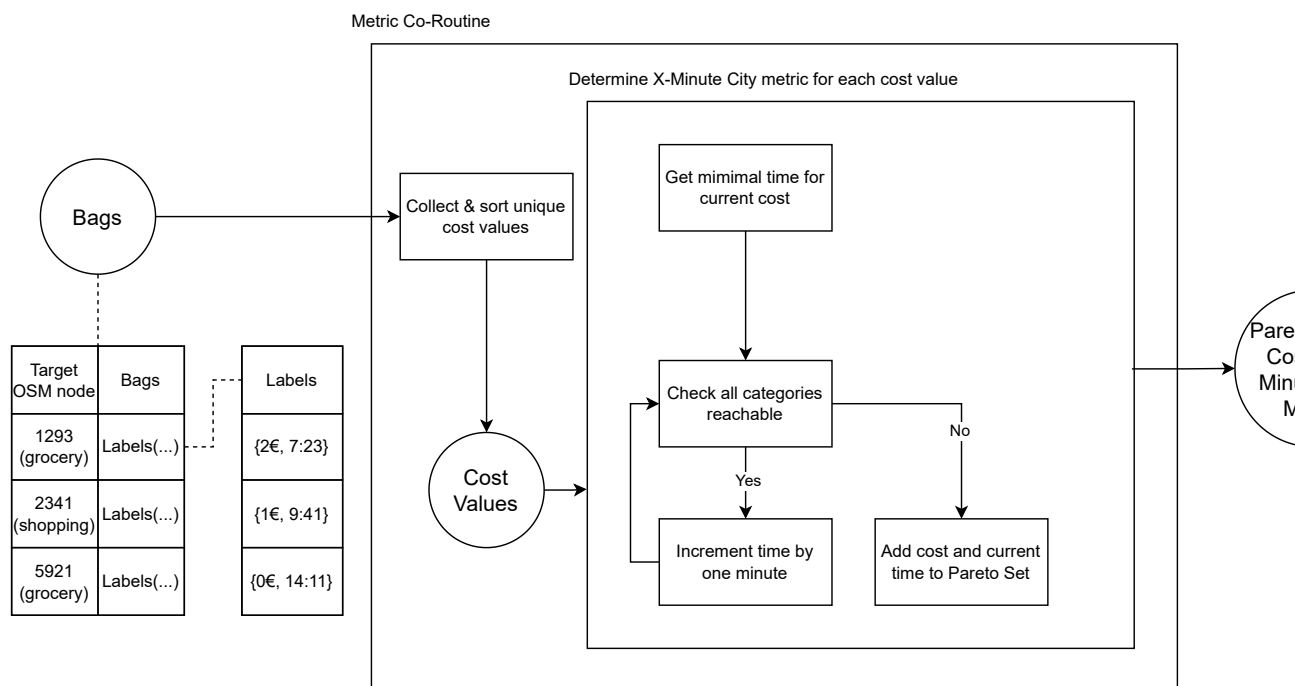 Metric Co-Routine
Determine X-Minute City metric for each cost value
Get mimimal time for
current cost
Collect & sort unique
cost values
Bags
Target
OSM node
Bags
Labels
1293
(grocery)
Labels(...)
{2€, 7:23}
2341
(shopping)
Labels(...)
{1€, 9:41}
5921
(grocery)
Labels(...)
{0€, 14:11}
Cost
Values
Check all categories
reachable
No
Yes
Increment time by
one minute
Add cost and current
time to Pareto Set